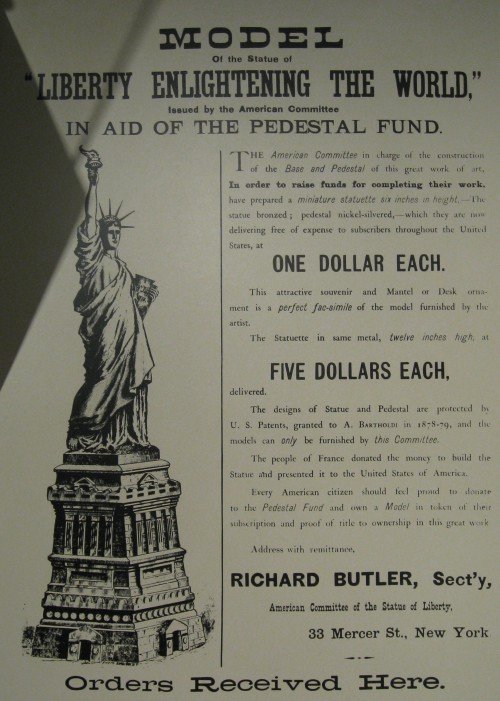 MODEL
Of the Statue of
"LIBERTY ENLIGHTENING THE WORLD,"
Issued by the American Committee
IN AID OF THE PEDESTAL FUND.
THE American Committee in charge of the construction
of the Base and Pedestal of this great work of art,
In order to raise funds for completing their work,
have prepared a miniature statuette six inches in height,—The
statue bronzed; pedestal nickel-silvered,—which they are now
delivering free of expense to subscribers throughout the United
States, at
ONE DOLLAR EACH.
This attractive souvenir and Mantel or Desk orna-
ment is a perfect fac-simile of the model furnished by the
artist.
The Statuette in same metal, twelve inches high, at
FIVE DOLLARS EACH,
delivered.
The designs of Statue and Pedestal are protected by
U. S. Patents, granted to A. BARTHOLDI in 1878-79, and the
models can only be furnished by this Committee.
The people of France donated the money to build the
Statue and presented it to the United States of America.
Every American citizen should feel proud to donate
to the Pedestal Fund and own a Model in token of their
subscription and proof of title to ownership in this great work
Address with remittance,
RICHARD BUTLER, Sect'y,
American Committee of the Statue of Liberty,
33 Mercer St., New York
Orders Received Here.